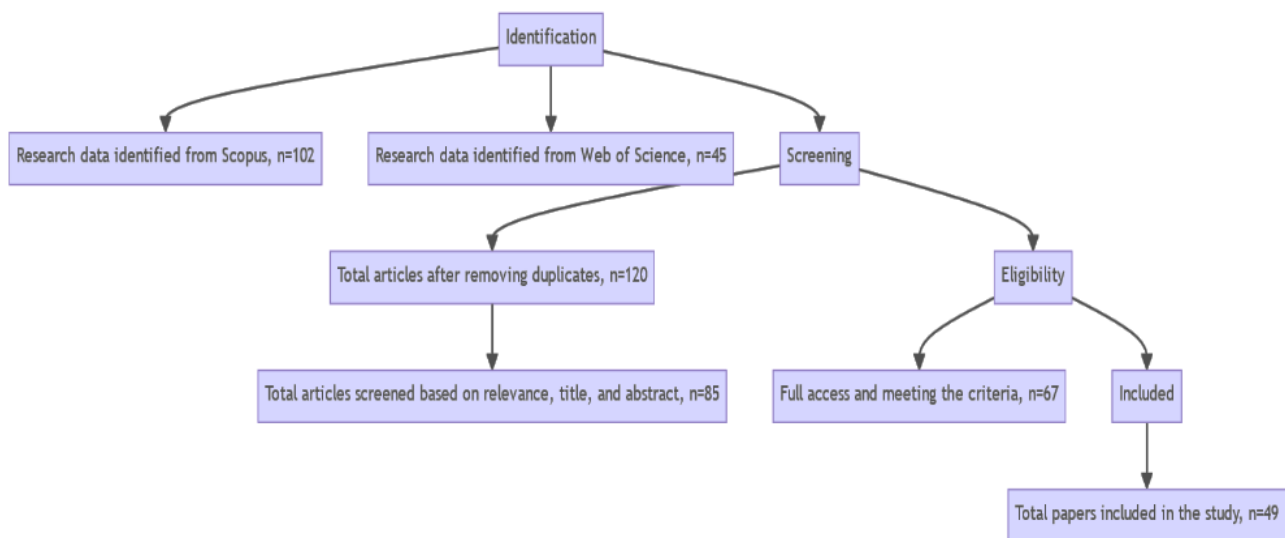 Identification
Research data identified from Scopus, n=102
Research data identified from Web of Science, n=45
Screening
Total articles after removing duplicates, n=120
Eligibility
Total articles screened based on relevance, title, and abstract, n=85
Full access and meeting the criteria, n=67
Included
Total papers included in the study, n=49